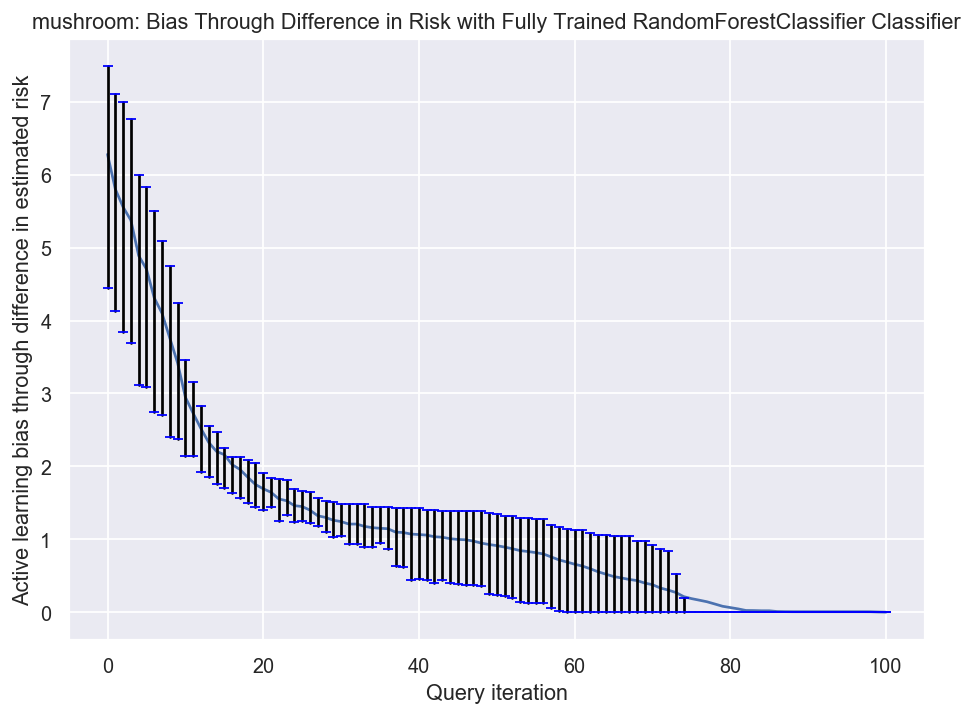 mushroom: Bias Through Difference in Risk with Fully Trained RandomForestClassifier Classifier
Active learning bias through difference in estimated risk
7
6
5
4
3
2
1
0
0 20 40 60 80 100
Query iteration